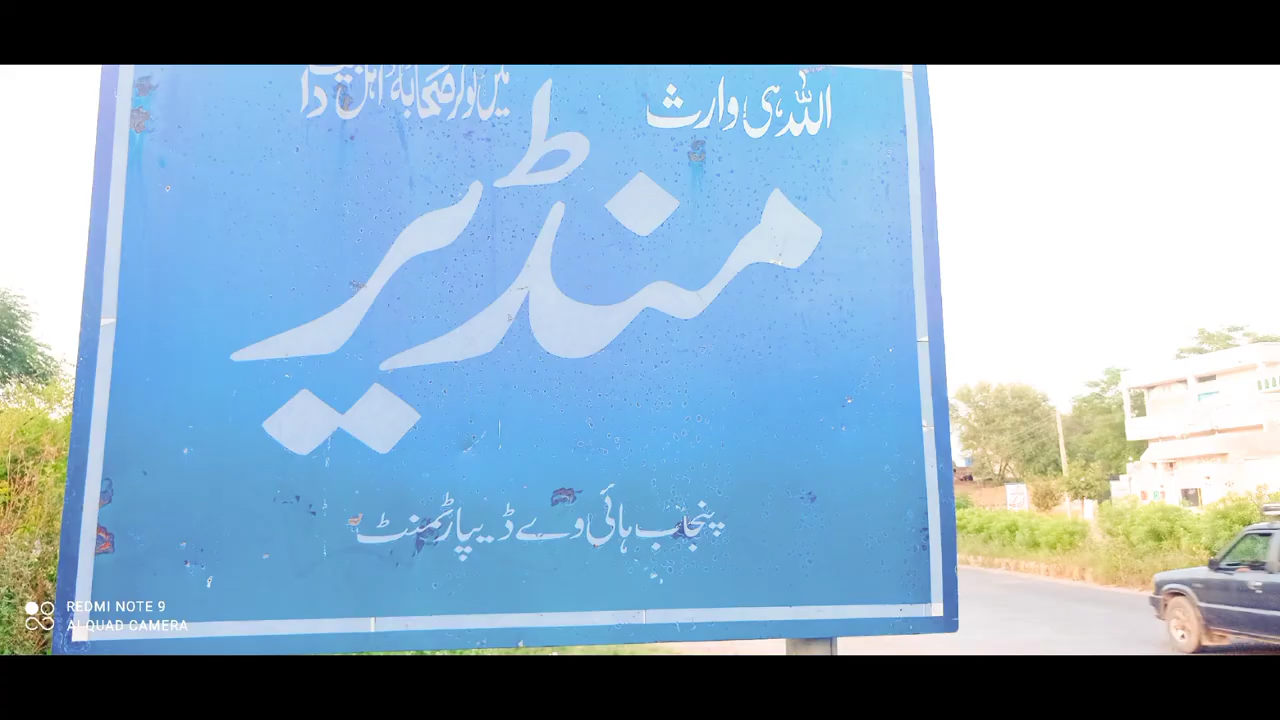 اللہ ہی وارث
میں نوکر صحابہ اہل بیت دا
منڈیر
پنجاب ہائی وے ڈیپارٹمنٹ
REDMI NOTE 9
AI QUAD CAMERA